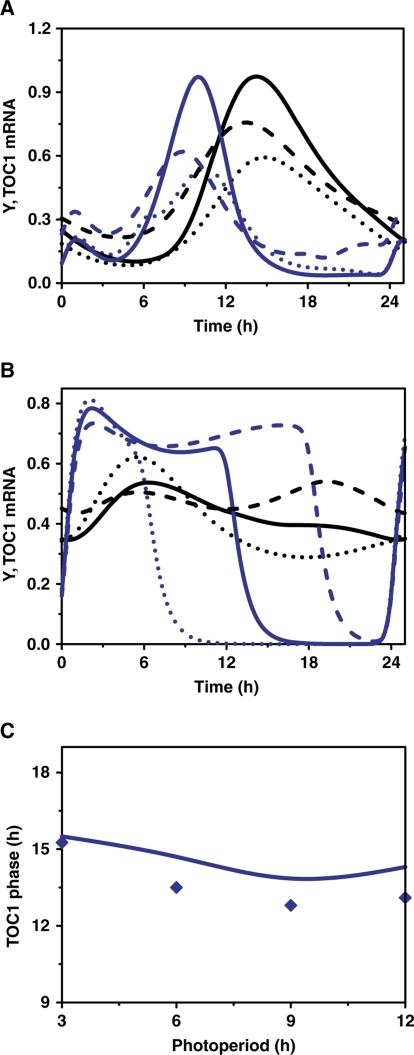 A
Y, TOC1 mRNA
1.2
0.9
0.6
0.3
0.0
0 6 12 18 24
Time (h)
B
Y, TOC1 mRNA
0.8
0.6
0.4
0.2
0.0
0 6 12 18 24
Time (h)
C
TOC1 phase (h)
18
15
12
9
3 6 9 12
Photoperiod (h)